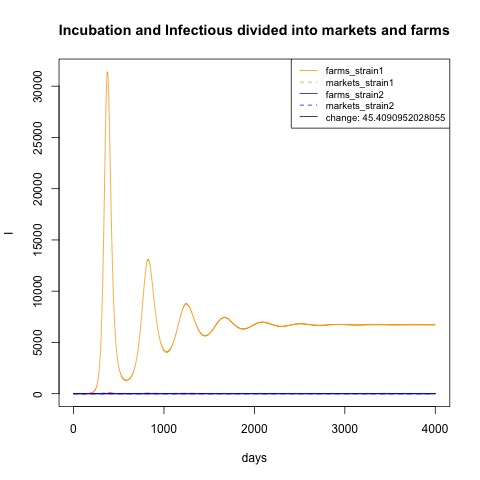 Incubation and Infectious divided into markets and farms
farms_strain1
markets_strain1
farms_strain2
markets_strain2
change: 45.4090952028055
30000
25000
20000
15000
10000
5000
0
I
0 1000 2000 3000 4000
days